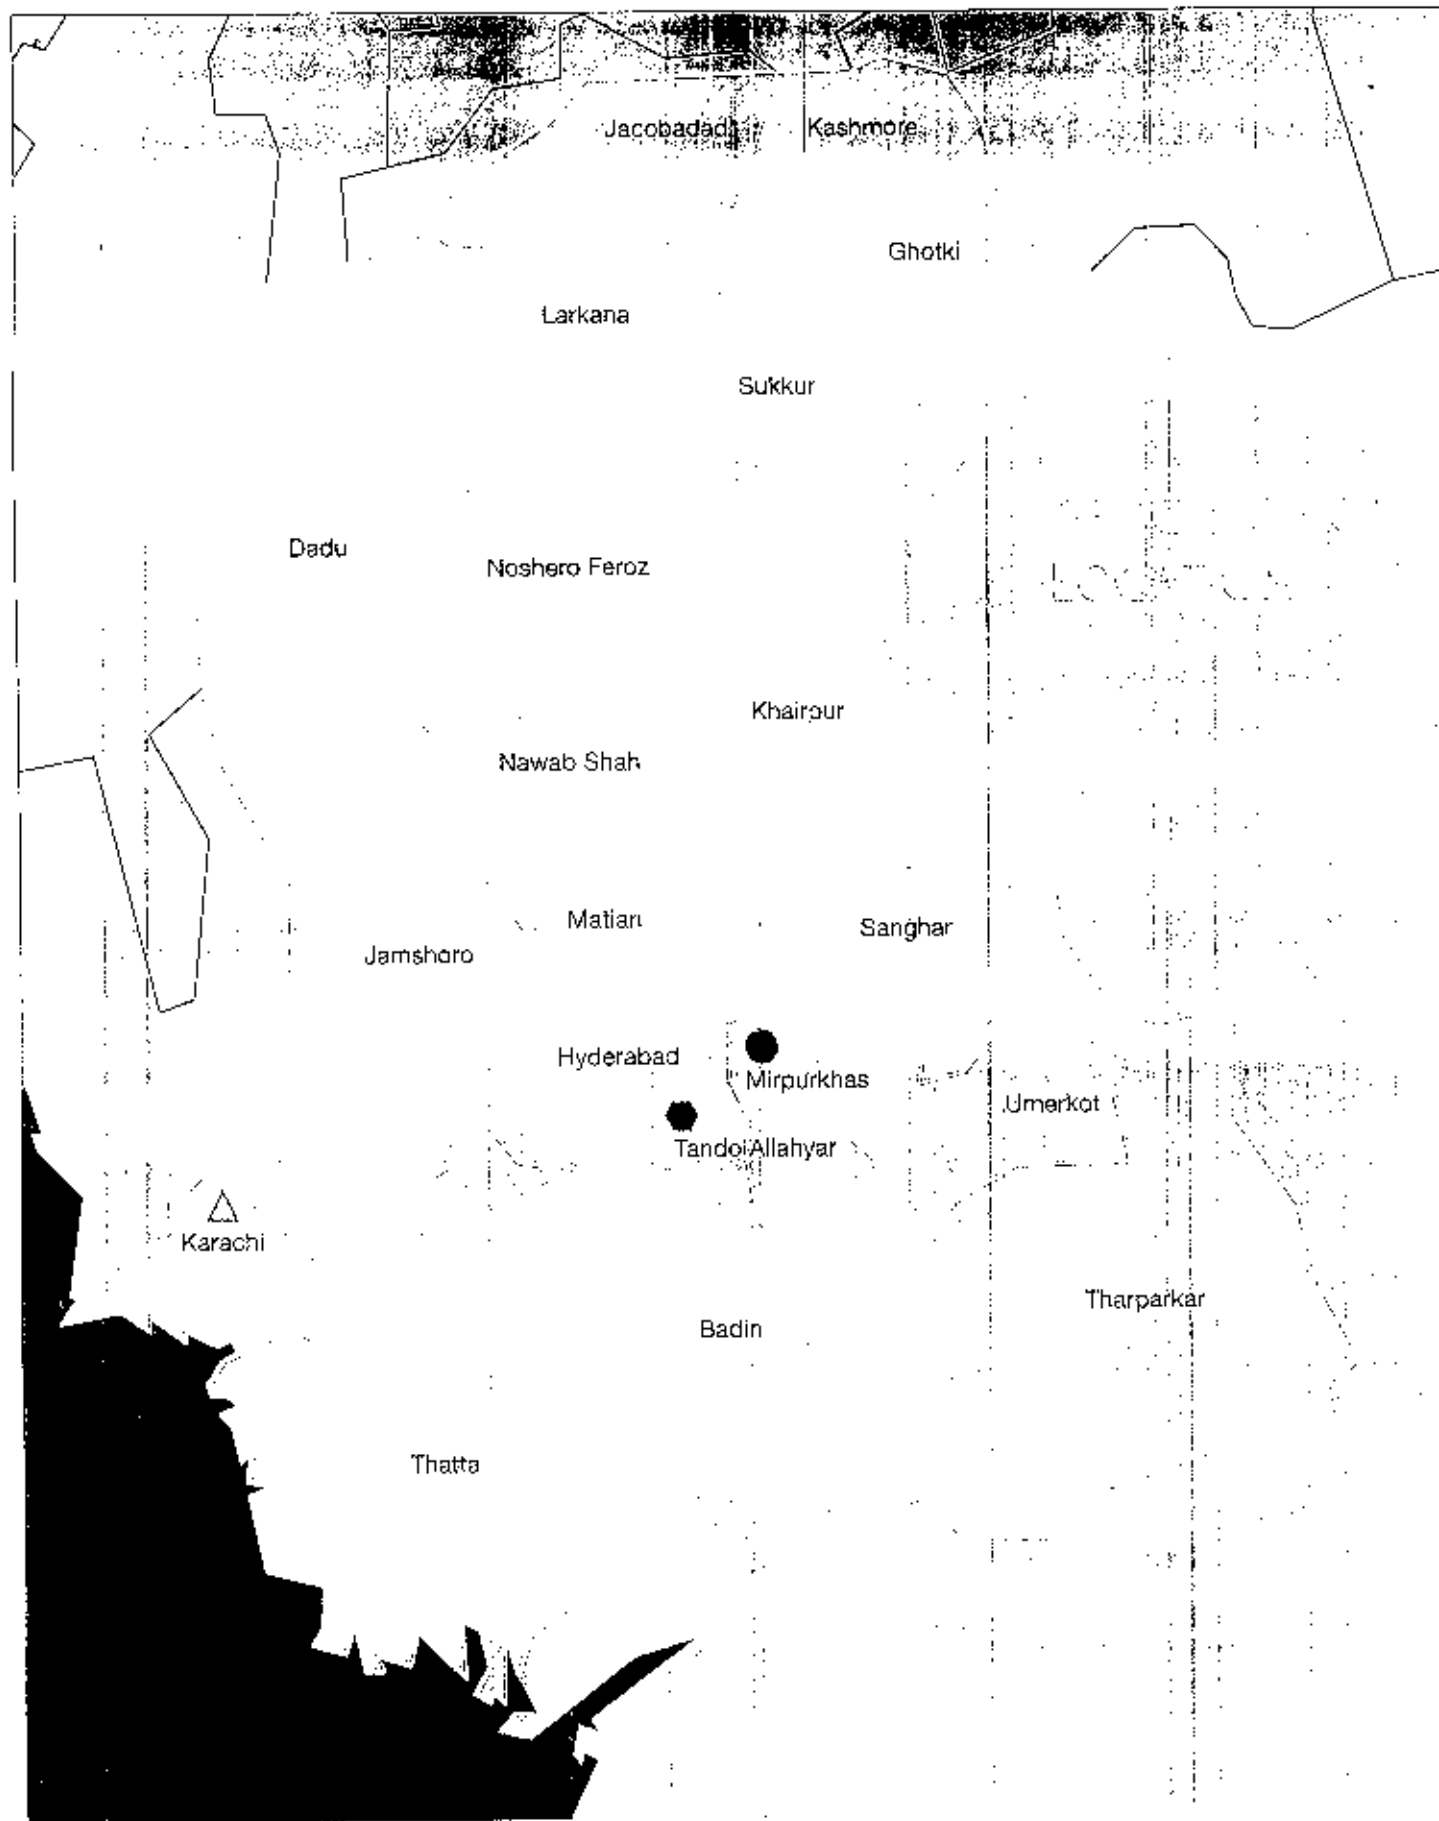 Jacobadad
Kashmore
Ghotki
Larkana
Sukkur
Dadu
Noshero Feroz
Khairpur
Nawab Shah
Matiari
Sanghar
Jamshoro
Hyderabad
Mirpurkhas
Umerkot
Tandol Allahyar
Karachi
Tharparkar
Badin
Thatta